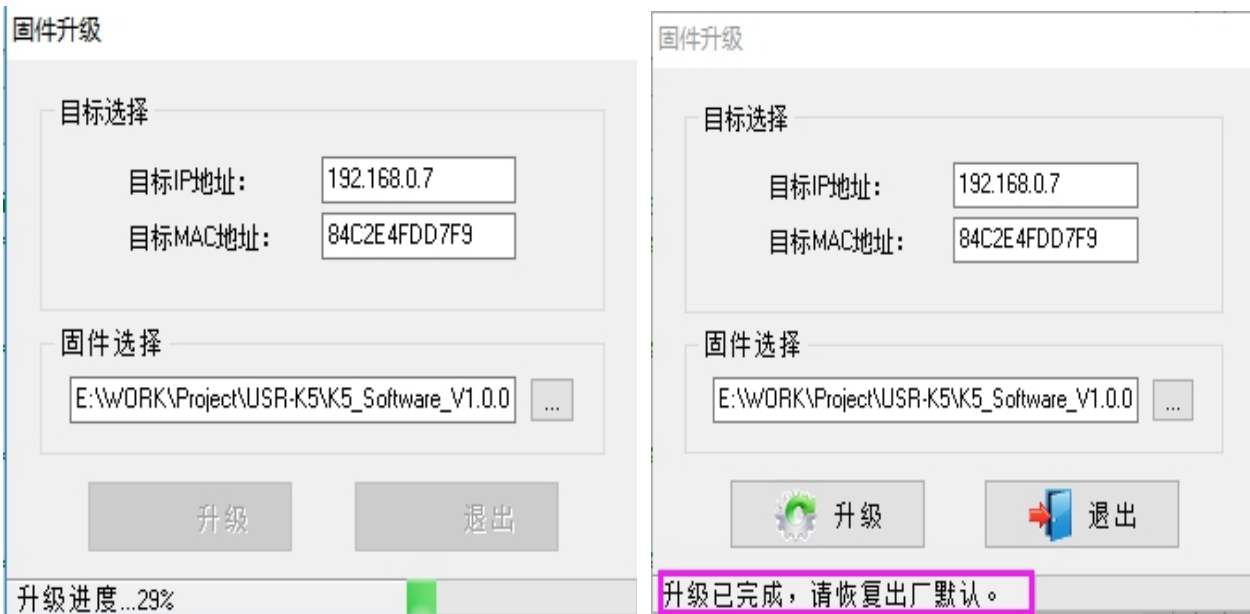 固件升级
目标选择
目标IP地址: 192.168.0.7
目标MAC地址: 84C2E4FDD7F9
固件选择
E:\WORK\Project\USR-K5\K5_Software_V1.0.0 ...
升级 退出
升级进度...29%
固件升级
目标选择
目标IP地址: 192.168.0.7
目标MAC地址: 84C2E4FDD7F9
固件选择
E:\WORK\Project\USR-K5\K5_Software_V1.0.0 ...
升级 退出
升级已完成，请恢复出厂默认。